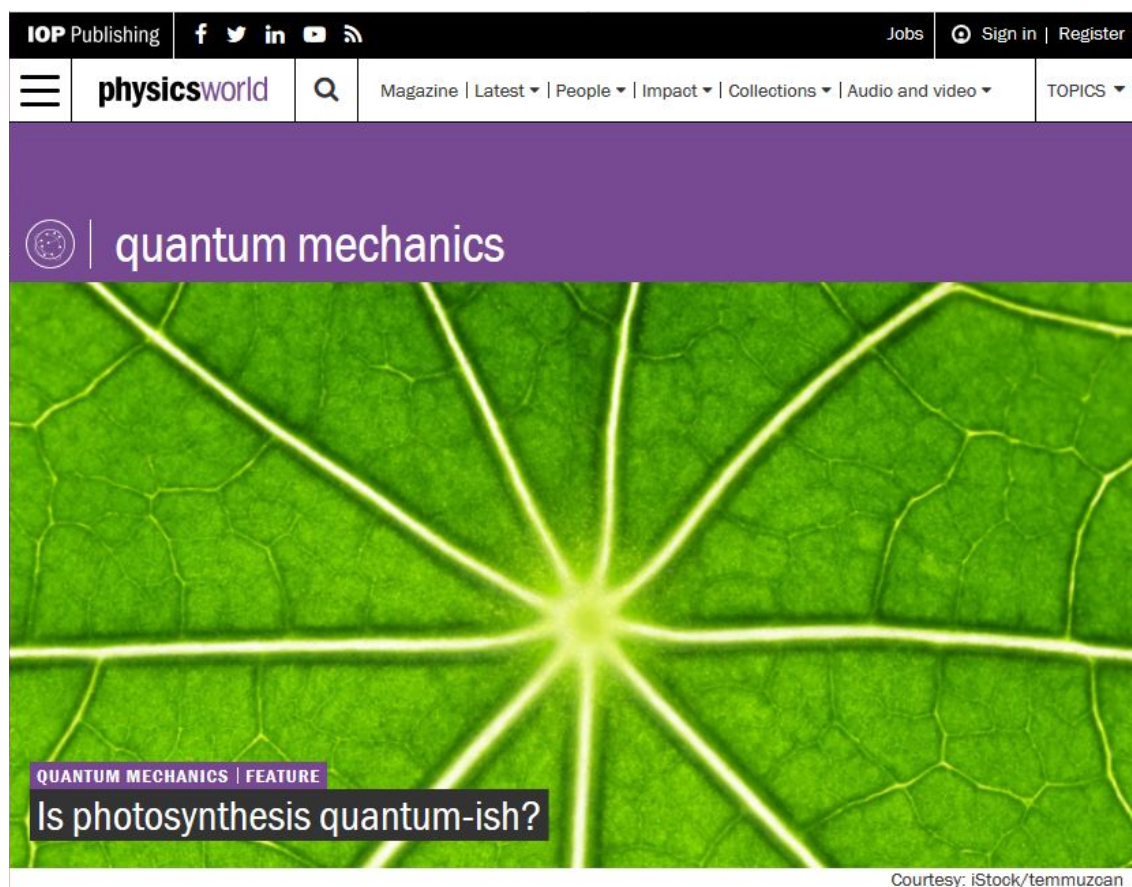 IOP Publishing
Jobs
Sign in | Register
physicsworld
Magazine | Latest | People | Impact | Collections | Audio and video
TOPICS
quantum mechanics
QUANTUM MECHANICS | FEATURE
Is photosynthesis quantum-ish?
Courtesy: iStock/temmuzcan